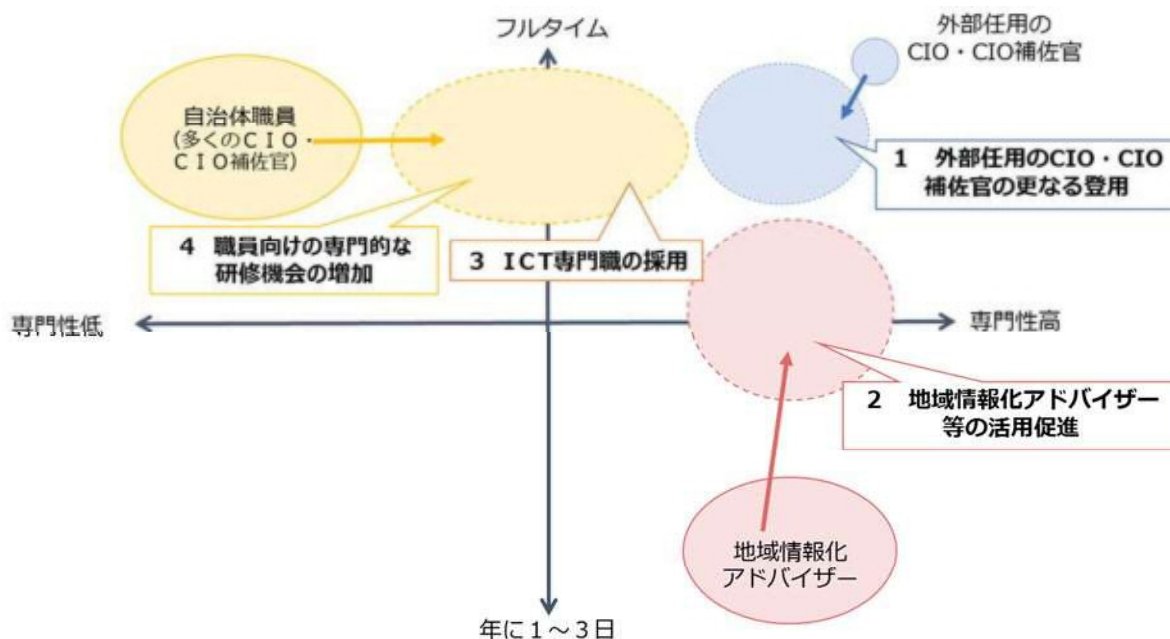 フルタイム
外部任用の
CIO・CIO補佐官
自治体職員
(多くのＣＩＯ・
ＣＩＯ補佐官)
1　外部任用のCIO・CIO
補佐官の更なる登用
4　職員向けの専門的な
研修機会の増加
3　ICT専門職の採用
専門性低
専門性高
2　地域情報化アドバイザー
等の活用促進
地域情報化
アドバイザー
年に１～３日